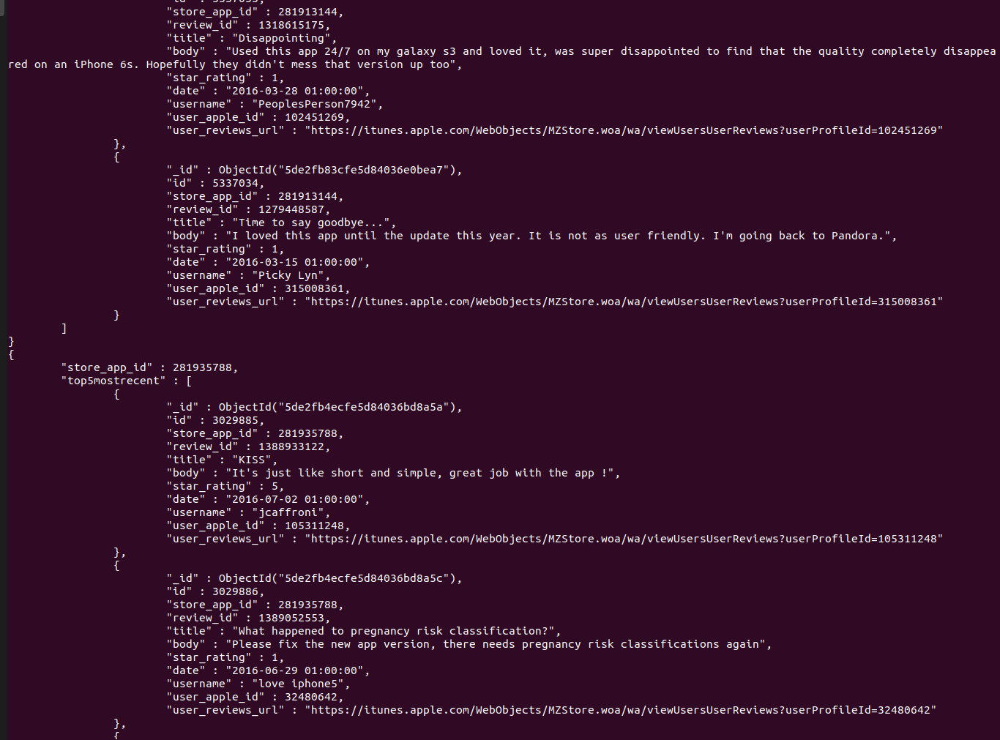 "store_app_id" : 281913144,
"review_id" : 1318615175,
"title" : "Disappointing",
"body" : "Used this app 24/7 on my galaxy s3 and loved it, was super disappointed to find that the quality completely disappea
red on an iPhone 6s. Hopefully they didn't mess that version up too",
"star_rating" : 1,
"date" : "2016-03-28 01:00:00",
"username" : "PeoplesPerson7942",
"user_apple_id" : 102451269,
"user_reviews_url" : "https://itunes.apple.com/WebObjects/MZStore.woa/wa/viewUsersUserReviews?userProfileId=102451269"
},
{
"_id" : ObjectId("5de2fb83cfe5d84036e0bea7"),
"id" : 5337034,
"store_app_id" : 281913144,
"review_id" : 1279448587,
"title" : "Time to say goodbye...",
"body" : "I loved this app until the update this year. It is not as user friendly. I'm going back to Pandora.",
"star_rating" : 1,
"date" : "2016-03-15 01:00:00",
"username" : "Picky Lyn",
"user_apple_id" : 315008361,
"user_reviews_url" : "https://itunes.apple.com/WebObjects/MZStore.woa/wa/viewUsersUserReviews?userProfileId=315008361"
}
]
}
{
"store_app_id" : 281935788,
"top5mostrecent" : [
{
"_id" : ObjectId("5de2fb4ecfe5d84036bd8a5a"),
"id" : 3029885,
"store_app_id" : 281935788,
"review_id" : 1388933122,
"title" : "KISS",
"body" : "It's just like short and simple, great job with the app !",
"star_rating" : 5,
"date" : "2016-07-02 01:00:00",
"username" : "jcaffroni",
"user_apple_id" : 105311248,
"user_reviews_url" : "https://itunes.apple.com/WebObjects/MZStore.woa/wa/viewUsersUserReviews?userProfileId=105311248"
},
{
"_id" : ObjectId("5de2fb4ecfe5d84036bd8a5c"),
"id" : 3029886,
"store_app_id" : 281935788,
"review_id" : 1389052553,
"title" : "What happened to pregnancy risk classification?",
"body" : "Please fix the new app version, there needs pregnancy risk classifications again",
"star_rating" : 1,
"date" : "2016-06-29 01:00:00",
"username" : "love iphone5",
"user_apple_id" : 32480642,
"user_reviews_url" : "https://itunes.apple.com/WebObjects/MZStore.woa/wa/viewUsersUserReviews?userProfileId=32480642"
},
{